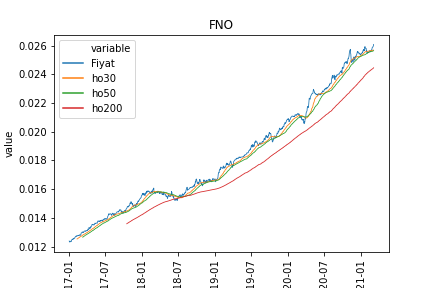 FNO
0.026
0.024
0.022
0.020
0.018
0.016
0.014
0.012
value
variable
Fiyat
ho30
ho50
ho200
17-01
17-07
18-01
18-07
19-01
19-07
20-01
20-07
21-01